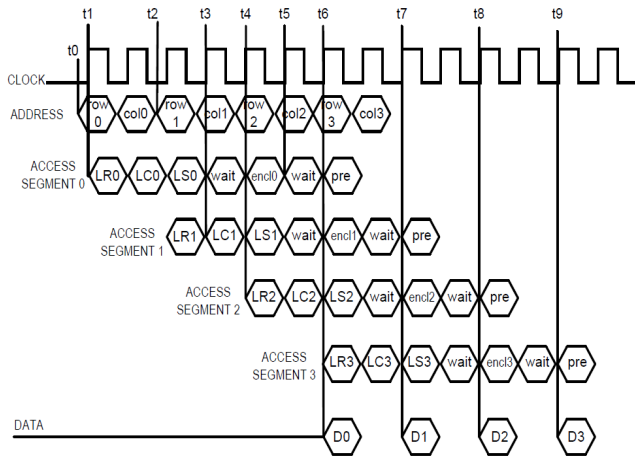 t1 t2 t3 t4 t5 t6 t7 t8 t9
t0
CLOCK
ADDRESS row 0 col0 row 1 col1 row 2 col2 row 3 col3
ACCESS SEGMENT 0 LR0 LC0 LS0 wait encl0 wait pre
ACCESS SEGMENT 1 LR1 LC1 LS1 wait encl1 wait pre
ACCESS SEGMENT 2 LR2 LC2 LS2 wait encl2 wait pre
ACCESS SEGMENT 3 LR3 LC3 LS3 wait encl3 wait pre
DATA D0 D1 D2 D3